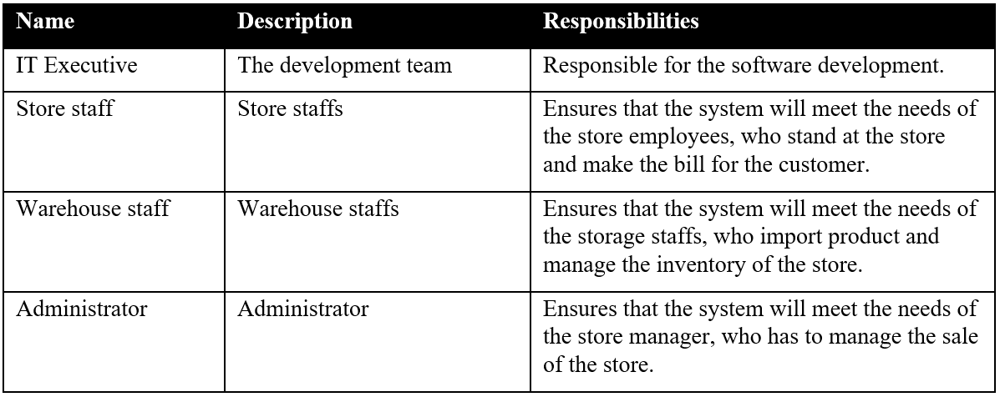 Name Description Responsibilities
IT Executive The development team Responsible for the software development.
Store staff Store staffs Ensures that the system will meet the needs of
the store employees, who stand at the store
and make the bill for the customer.
Warehouse staff Warehouse staffs Ensures that the system will meet the needs of
the storage staffs, who import product and
manage the inventory of the store.
Administrator Administrator Ensures that the system will meet the needs of
the store manager, who has to manage the sale
of the store.